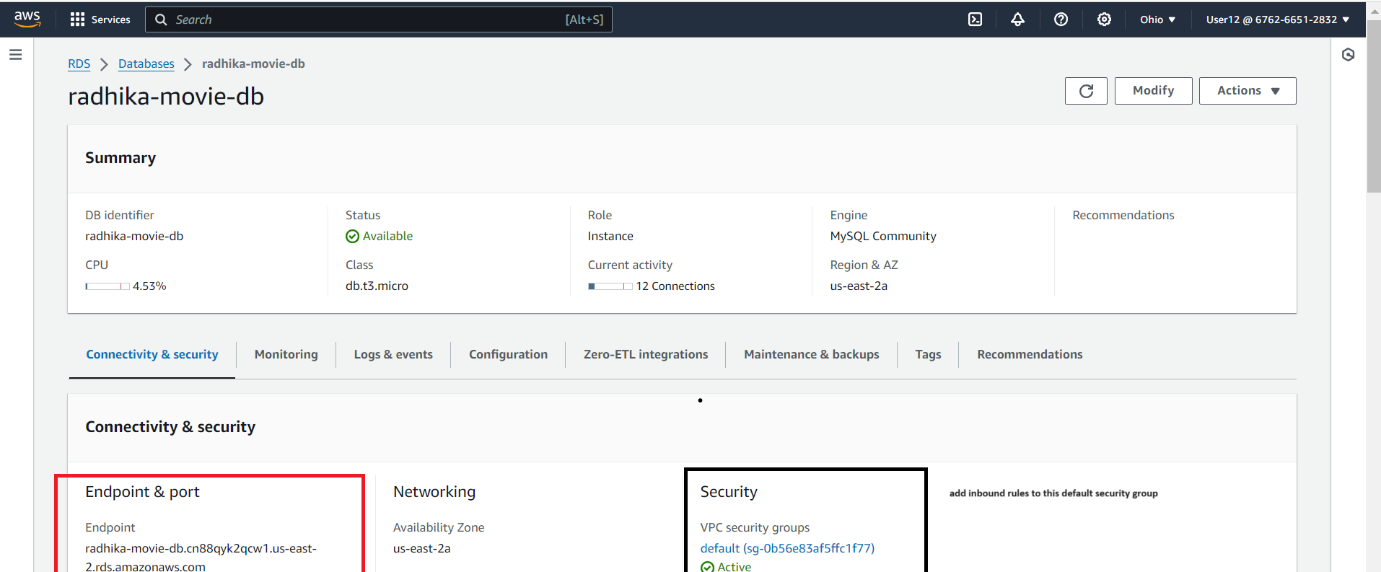 aws Services Search [Alt+S] Ohio ▼ User12 @ 6762-6651-2832 ▼
RDS > Databases > radhika-movie-db
radhika-movie-db
Modify Actions ▼
Summary
DB identifier Status Role Engine Recommendations
radhika-movie-db Available Instance MySQL Community
CPU Class Current activity Region & AZ
4.53% db.t3.micro 12 Connections us-east-2a
Connectivity & security Monitoring Logs & events Configuration Zero-ETL integrations Maintenance & backups Tags Recommendations
Connectivity & security
Endpoint & port Networking Security add inbound rules to this default security group
Endpoint Availability Zone VPC security groups
radhika-movie-db.cn88qyk2qcw1.us-east- us-east-2a default (sg-0b56e83af5ffc1f77)
2.rds.amazonaws.com Active